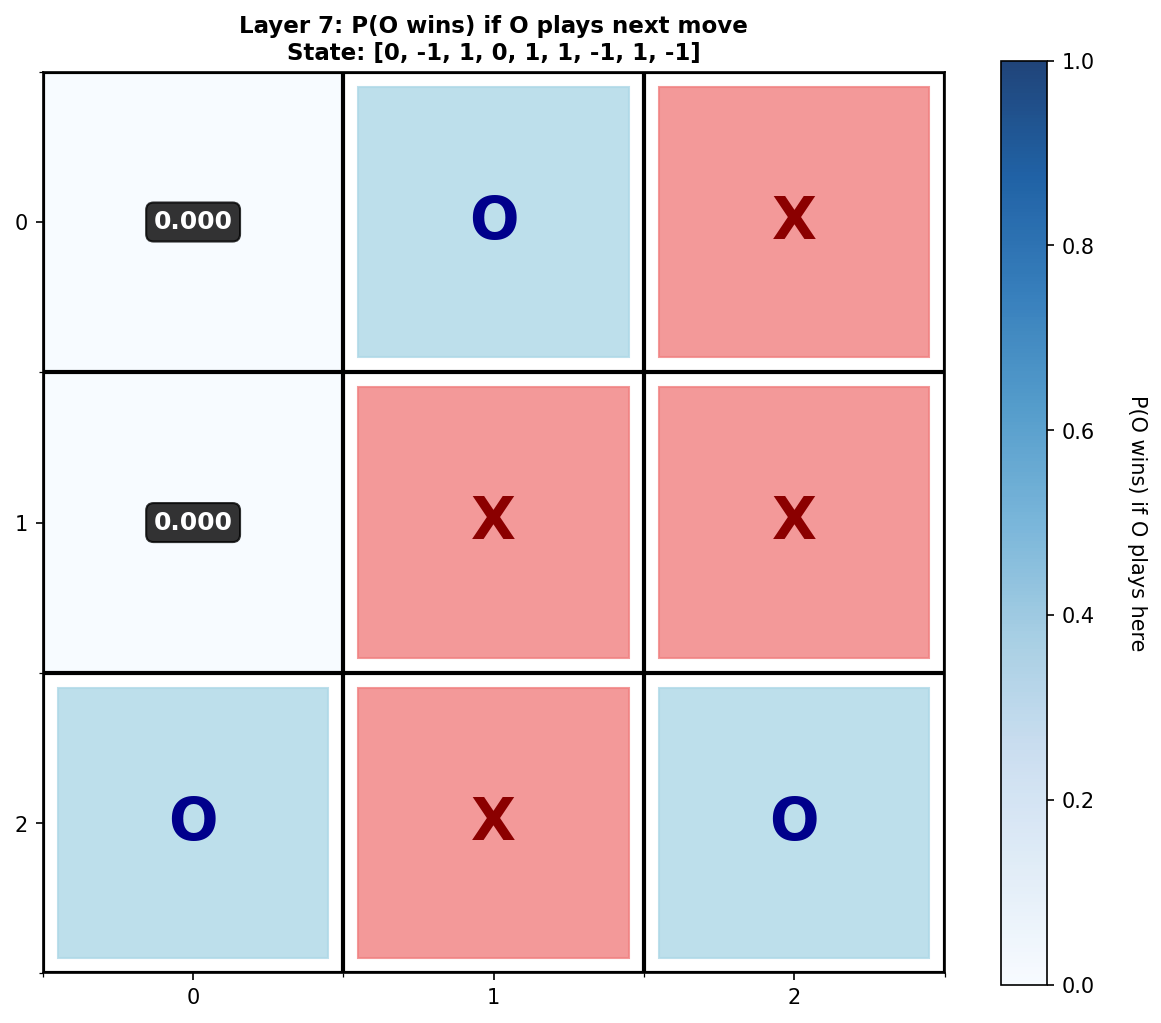 Layer 7: P(O wins) if O plays next move
State: [0, -1, 1, 0, 1, 1, -1, 1, -1]
0
0.000
O
X
1
0.000
X
X
2
O
X
O
0
1
2
1.0
0.8
0.6
0.4
0.2
0.0
P(O wins) if O plays here